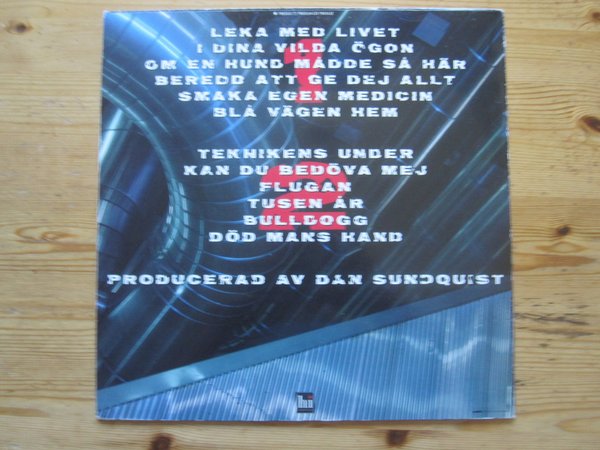 LEKA MED LIVET
I DINA VILDA ÖGON
OM EN HUND MÅDDE SÅ HÄR
BEREDD ATT GE DEJ ALLT
SMAKA EGEN MEDICIN
BLÅ VÄGEN HEM
1
TEKNIKENS UNDER
KAN DU BEDÖVA MEJ
FLUGAN
TUSEN ÅR
BULLDOGG
DÖD MANS HAND
2
PRODUCERAD AV DAN SUNDQUIST